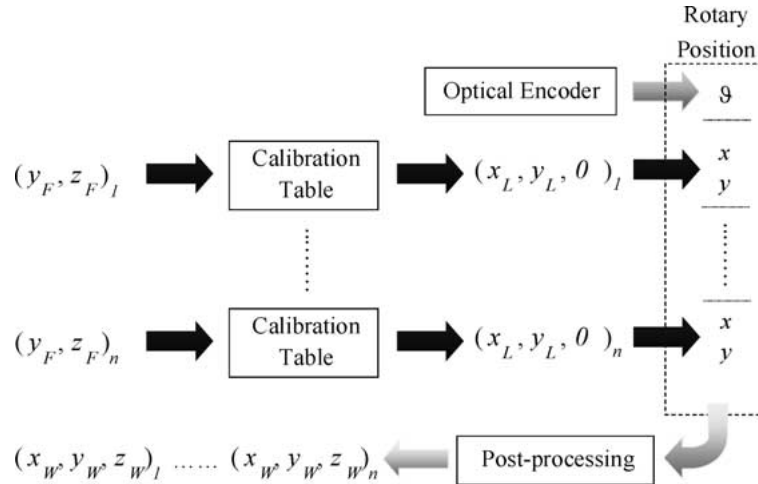 Rotary
Position
Optical Encoder
ϑ
(y_F, z_F)_1
Calibration
Table
(x_L, y_L, 0)_1
x
y
(y_F, z_F)_n
Calibration
Table
(x_L, y_L, 0)_n
x
y
(x_W, y_W, z_W)_1 ...... (x_W, y_W, z_W)_n
Post-processing